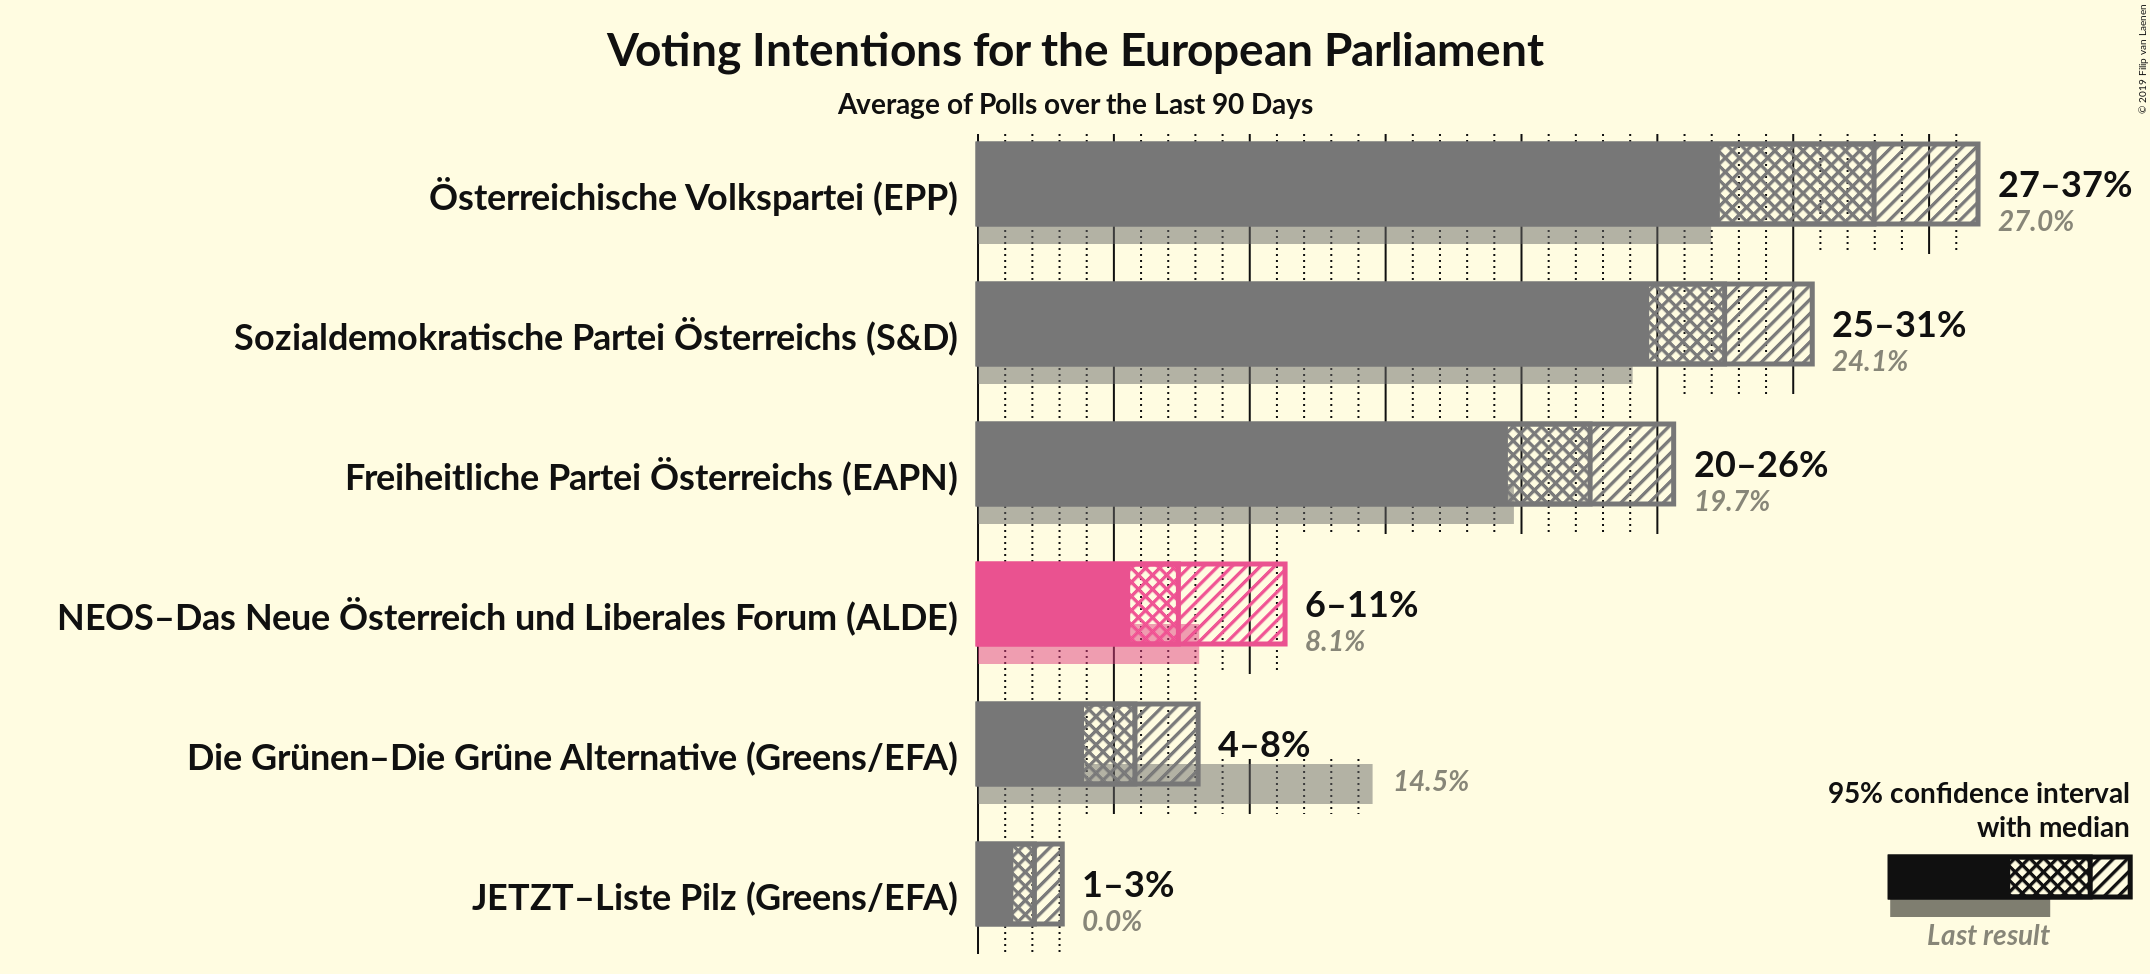 Voting Intentions for the European Parliament
Average of Polls over the Last 90 Days
© 2019 Filip van Laenen
Österreichische Volkspartei (EPP)
27–37%
27.0%
Sozialdemokratische Partei Österreichs (S&D)
25–31%
24.1%
Freiheitliche Partei Österreichs (EAPN)
20–26%
19.7%
NEOS–Das Neue Österreich und Liberales Forum (ALDE)
6–11%
8.1%
Die Grünen–Die Grüne Alternative (Greens/EFA)
4–8%
14.5%
JETZT–Liste Pilz (Greens/EFA)
1–3%
0.0%
95% confidence interval
with median
Last result